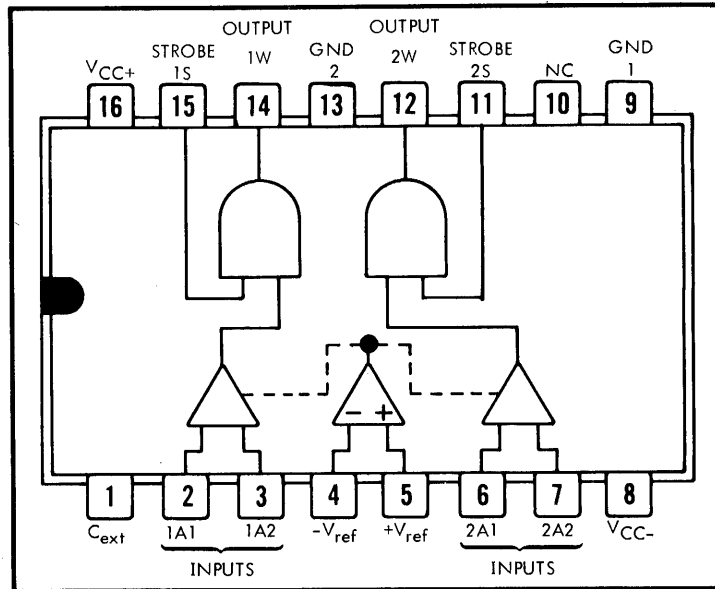 OUTPUT OUTPUT
STROBE 1W GND 2W STROBE GND
VCC+ 1S 2 2S NC 1
16 15 14 13 12 11 10 9
− +
1 2 3 4 5 6 7 8
Cext 1A1 1A2 -Vref +Vref 2A1 2A2 VCC-
INPUTS INPUTS